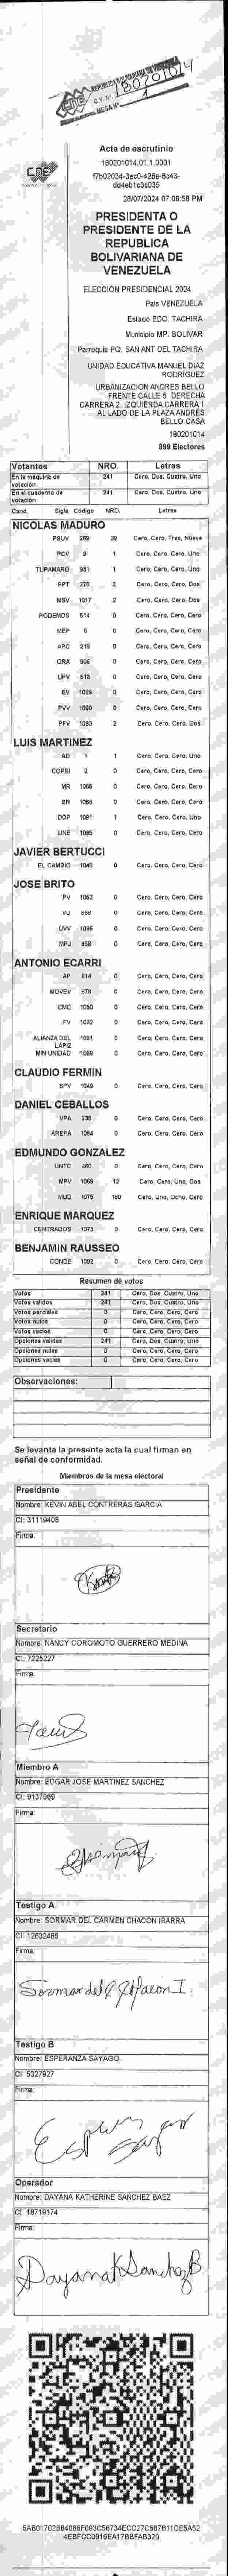 REPUBLICA BOLIVARIANA DE VENEZUELA
CNE
C.V. Nº. 180201014
MESA Nº 1
CNE
Acta de escrutinio
180201014.01.1.0001
f7b02034-3ec0-426e-8c43-
dd4eb1c3c035
28/07/2024 07:08:58 PM
PRESIDENTA O
PRESIDENTE DE LA
REPUBLICA
BOLIVARIANA DE
VENEZUELA
ELECCIÓN PRESIDENCIAL 2024
País VENEZUELA
Estado EDO. TACHIRA
Municipio MP. BOLIVAR
Parroquia PQ. SAN ANT DEL TACHIRA
UNIDAD EDUCATIVA MANUEL DIAZ
RODRIGUEZ
URBANIZACION ANDRES BELLO
FRENTE CALLE 5 DERECHA
CARRERA 2. IZQUIERDA CARRERA 1
AL LADO DE LA PLAZA ANDRES
BELLO CASA
180201014
899 Electores
Votantes NRO. Letras
En la máquina de votación 241 Cero, Dos, Cuatro, Uno
En el cuaderno de votación 241 Cero, Dos, Cuatro, Uno
Cand. Sigla Código NRO. Letras
NICOLAS MADURO
PSUV 269 39 Cero, Cero, Tres, Nueve
PCV 9 1 Cero, Cero, Cero, Uno
TUPAMARO 931 1 Cero, Cero, Cero, Uno
PPT 276 2 Cero, Cero, Cero, Dos
MSV 1017 2 Cero, Cero, Cero, Dos
PODEMOS 514 0 Cero, Cero, Cero, Cero
MEP 6 0 Cero, Cero, Cero, Cero
APC 219 0 Cero, Cero, Cero, Cero
ORA 906 0 Cero, Cero, Cero, Cero
UPV 513 0 Cero, Cero, Cero, Cero
EV 1099 0 Cero, Cero, Cero, Cero
PVV 1090 0 Cero, Cero, Cero, Cero
PFV 1093 2 Cero, Cero, Cero, Dos
LUIS MARTINEZ
AD 1 1 Cero, Cero, Cero, Uno
COPEI 2 0 Cero, Cero, Cero, Cero
MR 1096 0 Cero, Cero, Cero, Cero
BR 1066 0 Cero, Cero, Cero, Cero
DDP 1091 1 Cero, Cero, Cero, Uno
UNE 1095 0 Cero, Cero, Cero, Cero
JAVIER BERTUCCI
EL CAMBIO 1049 0 Cero, Cero, Cero, Cero
JOSE BRITO
PV 1053 0 Cero, Cero, Cero, Cero
VU 868 0 Cero, Cero, Cero, Cero
UVV 1096 0 Cero, Cero, Cero, Cero
MPJ 458 0 Cero, Cero, Cero, Cero
ANTONIO ECARRI
AP 814 0 Cero, Cero, Cero, Cero
MOVEV 879 0 Cero, Cero, Cero, Cero
CMC 1050 0 Cero, Cero, Cero, Cero
FV 1082 0 Cero, Cero, Cero, Cero
ALIANZA DEL LAPIZ 1051 0 Cero, Cero, Cero, Cero
MIN UNIDAD 1069 0 Cero, Cero, Cero, Cero
CLAUDIO FERMIN
SPV 1049 0 Cero, Cero, Cero, Cero
DANIEL CEBALLOS
VPA 236 0 Cero, Cero, Cero, Cero
AREPA 1094 0 Cero, Cero, Cero, Cero
EDMUNDO GONZALEZ
UNTC 460 0 Cero, Cero, Cero, Cero
MPV 1069 12 Cero, Cero, Uno, Dos
MUD 1076 180 Cero, Uno, Ocho, Cero
ENRIQUE MARQUEZ
CENTRADOS 1073 0 Cero, Cero, Cero, Cero
BENJAMIN RAUSSEO
CONDE 1092 0 Cero, Cero, Cero, Cero
Resumen de votos
Votos 241 Cero, Dos, Cuatro, Uno
Votos validos 241 Cero, Dos, Cuatro, Uno
Votos parciales 0 Cero, Cero, Cero, Cero
Votos nulos 0 Cero, Cero, Cero, Cero
Votos vacios 0 Cero, Cero, Cero, Cero
Opciones validas 241 Cero, Dos, Cuatro, Uno
Opciones nulas 0 Cero, Cero, Cero, Cero
Opciones vacias 0 Cero, Cero, Cero, Cero
Observaciones:
Se levanta la presente acta la cual firman en
señal de conformidad.
Miembros de la mesa electoral
Presidente
Nombre: KEVIN ABEL CONTRERAS GARCIA
CI: 31119408
Firma:
Secretario
Nombre: NANCY COROMOTO GUERRERO MEDINA
CI: 7225227
Firma:
Miembro A
Nombre: EDGAR JOSE MARTINEZ SANCHEZ
CI: 9137969
Firma:
Testigo A
Nombre: SORMAR DEL CARMEN CHACON IBARRA
CI: 12632485
Firma:
Sormar del C Chacon I.
Testigo B
Nombre: ESPERANZA SAYAGO
CI: 5327927
Firma:
Operador
Nombre: DAYANA KATHERINE SANCHEZ BAEZ
CI: 18719174
Firma:
Dayana K Sanchez B
5AB01702B84086F093C56734ECC27C587B11DE5A62
4EBFCC0916EA17B8FAB320